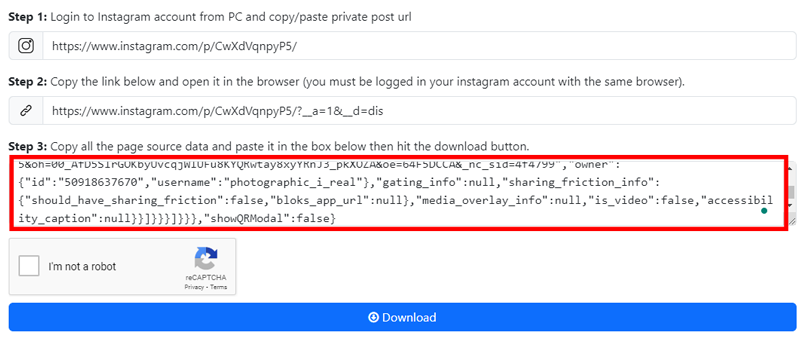 Step 1: Login to Instagram account from PC and copy/paste private post url
https://www.instagram.com/p/CwXdVqnpyP5/
Step 2: Copy the link below and open it in the browser (you must be logged in your instagram account with the same browser).
https://www.instagram.com/p/CwXdVqnpyP5/?__a=1&__d=dis
Step 3: Copy all the page source data and paste it in the box below then hit the download button.
"owner":
{"id":"50918637670","username":"photographic_i_real"},"gating_info":null,"sharing_friction_info":
{"should_have_sharing_friction":false,"bloks_app_url":null},"media_overlay_info":null,"is_video":false,"accessibil
ity_caption":null}}]}}}]}}},"showQRModal":false}
I'm not a robot
reCAPTCHA
Privacy - Terms
Download